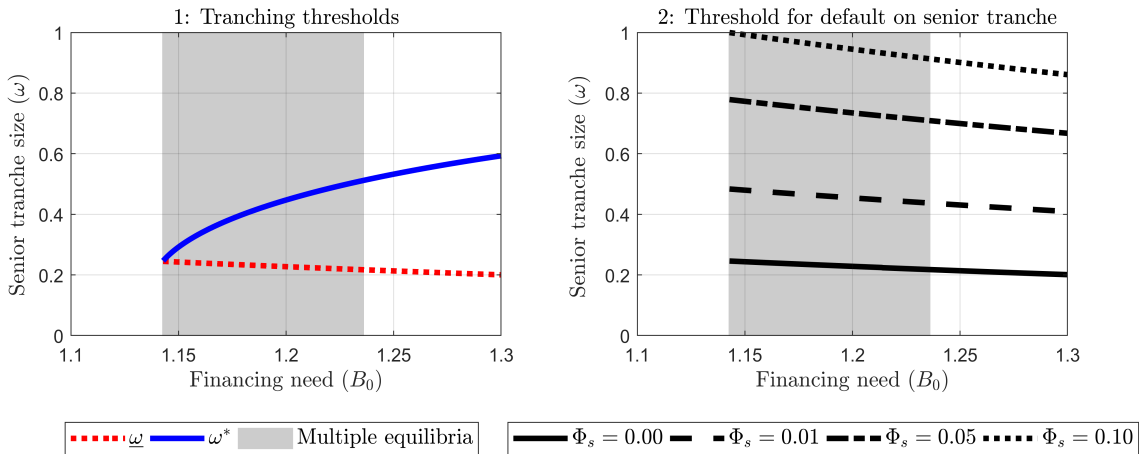 1: Tranching thresholds
Senior tranche size (ω)
1
0.8
0.6
0.4
0.2
0
1.1
1.15
1.2
1.25
1.3
Financing need (B₀)
2: Threshold for default on senior tranche
Senior tranche size (ω)
1
0.8
0.6
0.4
0.2
0
1.1
1.15
1.2
1.25
1.3
Financing need (B₀)
ω̲ ω* Multiple equilibria
Φₛ = 0.00 Φₛ = 0.01 Φₛ = 0.05 Φₛ = 0.10